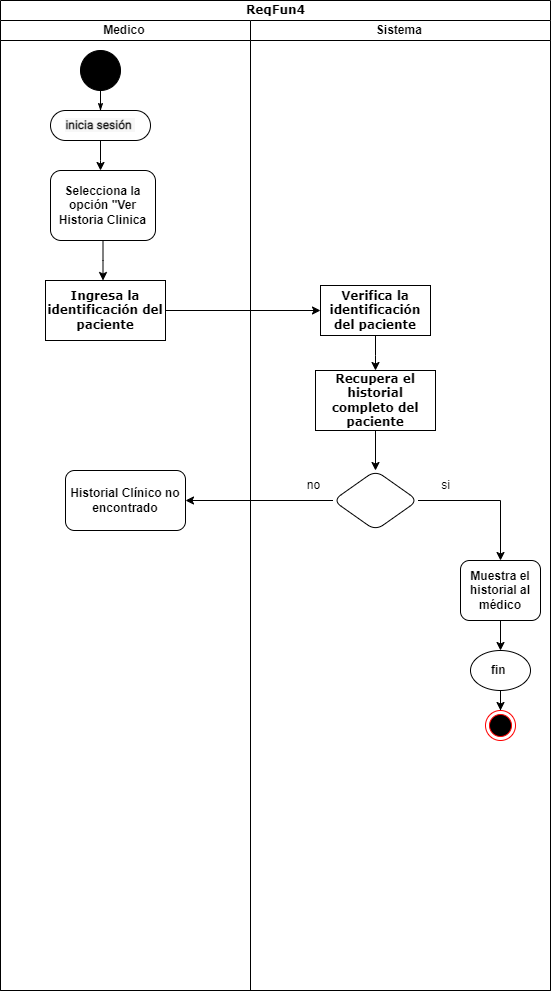 ReqFun4
Medico
Sistema
inicia sesión
Selecciona la
opción "Ver
Historia Clinica
Ingresa la
identificación del
paciente
Verifica la
identificación
del paciente
Recupera el
historial
completo del
paciente
no
si
Historial Clínico no
encontrado
Muestra el
historial al
médico
fin